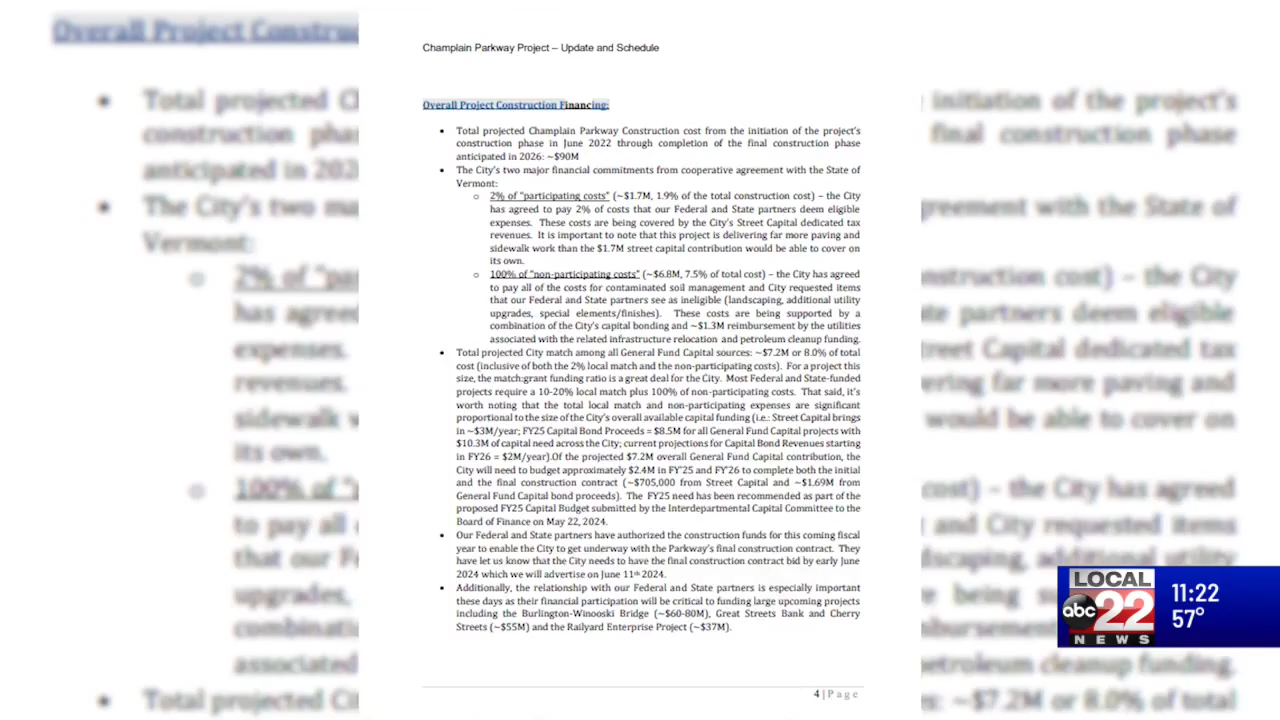 Overall Project Constru
Champlain Parkway Project – Update and Schedule
Overall Project Construction Financing:
• Total projected Champlain Parkway Construction cost from the initiation of the project's
construction phase in June 2022 through completion of the final construction phase
anticipated in 2026: ~$90M
• The City's two major financial commitments from cooperative agreement with the State of
Vermont:
o 2% of "participating costs" (~$1.7M, 1.9% of the total construction cost) – the City
has agreed to pay 2% of costs that our Federal and State partners deem eligible
expenses. These costs are being covered by the City's Street Capital dedicated tax
revenues. It is important to note that this project is delivering far more paving and
sidewalk work than the $1.7M street capital contribution would be able to cover on
its own.
o 100% of "non-participating costs" (~$6.8M, 7.5% of total cost) – the City has agreed
to pay all of the costs for contaminated soil management and City requested items
that our Federal and State partners see as ineligible (landscaping, additional utility
upgrades, special elements/finishes). These costs are being supported by a
combination of the City's capital bonding and ~$1.3M reimbursement by the utilities
associated with the related infrastructure relocation and petroleum cleanup funding.
• Total projected City match among all General Fund Capital sources: ~$7.2M or 8.0% of total
cost (inclusive of both the 2% local match and the non-participating costs). For a project this
size, the match:grant funding ratio is a great deal for the City. Most Federal and State-funded
projects require a 10-20% local match plus 100% of non-participating costs. That said, it's
worth noting that the total local match and non-participating expenses are significant
proportional to the size of the City's overall available capital funding (i.e.: Street Capital brings
in ~$3M/year; FY25 Capital Bond Proceeds = $8.5M for all General Fund Capital projects with
$10.3M of capital need across the City; current projections for Capital Bond Revenues starting
in FY26 = $2M/year).Of the projected $7.2M overall General Fund Capital contribution, the
City will need to budget approximately $2.4M in FY'25 and FY'26 to complete both the initial
and the final construction contract (~$705,000 from Street Capital and ~$1.69M from
General Fund Capital bond proceeds). The FY25 need has been recommended as part of the
proposed FY25 Capital Budget submitted by the Interdepartmental Capital Committee to the
Board of Finance on May 22, 2024.
• Our Federal and State partners have authorized the construction funds for this coming fiscal
year to enable the City to get underway with the Parkway's final construction contract. They
have let us know that the City needs to have the final construction contract bid by early June
2024 which we will advertise on June 11th 2024.
• Additionally, the relationship with our Federal and State partners is especially important
these days as their financial participation will be critical to funding large upcoming projects
including the Burlington-Winooski Bridge (~$60-80M), Great Streets Bank and Cherry
Streets (~$55M) and the Railyard Enterprise Project (~$37M).
4 | Page
LOCAL
abc 22
NEWS
11:22
57°